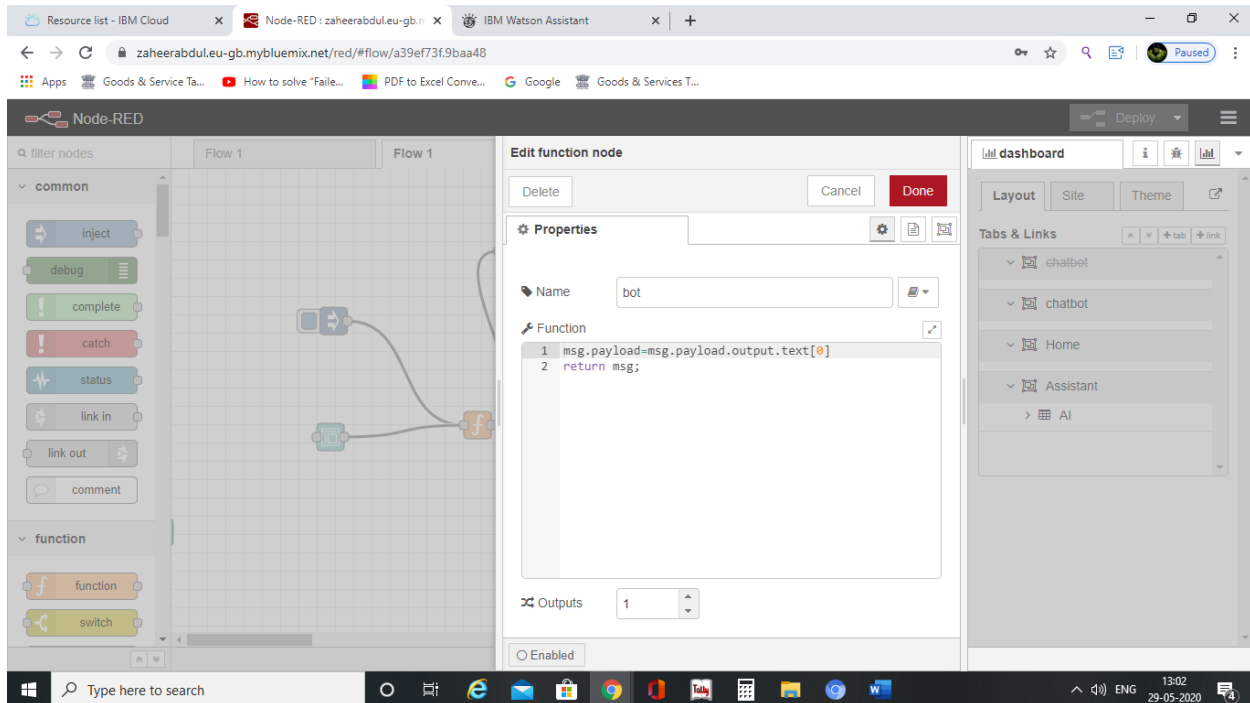 Resource list - IBM Cloud
Node-RED : zaheerabdul.eu-gb.m
IBM Watson Assistant
zaheerabdul.eu-gb.mybluemix.net/red/#flow/a39ef73f.9baa48
Paused
Apps
Goods & Service Ta...
How to solve "Faile...
PDF to Excel Conve...
Google
Goods & Services T...
Node-RED
Deploy
filter nodes
Flow 1
Flow 1
Edit function node
dashboard
i
common
Delete
Cancel
Done
Layout
Site
Theme
inject
Properties
Tabs & Links
+tab
+link
debug
chatbot
complete
Name
bot
chatbot
catch
Function
Home
1 msg.payload=msg.payload.output.text[0]
2 return msg;
status
Assistant
link in
AI
link out
comment
function
function
Outputs
1
switch
Enabled
Type here to search
Tally
ENG
13:02
29-05-2020
4